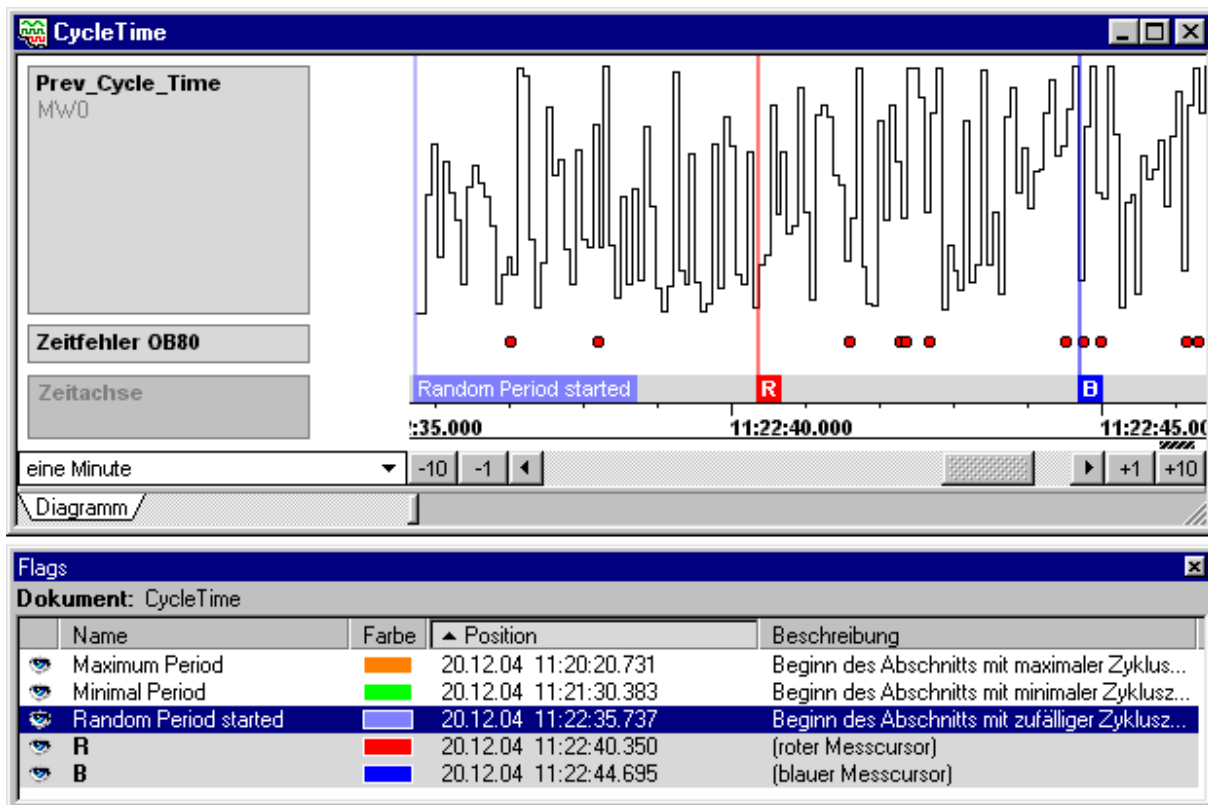 CycleTime
Prev_Cycle_Time
MW0
Zeitfehler OB80
Zeitachse
Random Period started R B
:35.000 11:22:40.000 11:22:45.00
eine Minute -10 -1 +1 +10
Diagramm
Flags
Dokument: CycleTime
Name Farbe Position Beschreibung
Maximum Period 20.12.04 11:20:20.731 Beginn des Abschnitts mit maximaler Zyklus...
Minimal Period 20.12.04 11:21:30.383 Beginn des Abschnitts mit minimaler Zyklusz...
Random Period started 20.12.04 11:22:35.737 Beginn des Abschnitts mit zufälliger Zyklusz...
R 20.12.04 11:22:40.350 (roter Messcursor)
B 20.12.04 11:22:44.695 (blauer Messcursor)